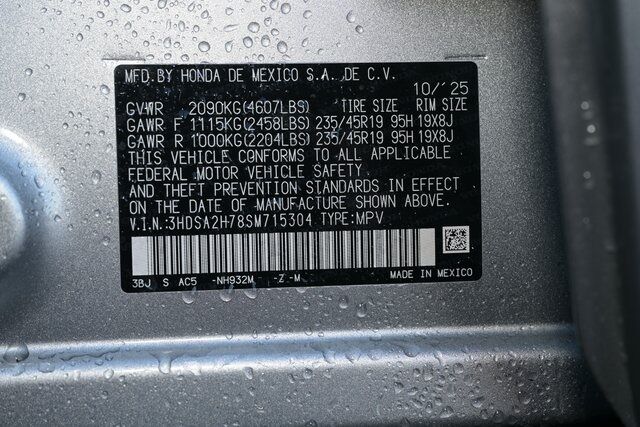 MFD.BY HONDA DE MEXICO S.A. DE C.V.
10/'25
GVWR 2090KG(4607LBS) TIRE SIZE RIM SIZE
GAWR F 1115KG(2458LBS) 235/45R19 95H 19X8J
GAWR R 1000KG(2204LBS) 235/45R19 95H 19X8J
THIS VEHICLE CONFORMS TO ALL APPLICABLE
FEDERAL MOTOR VEHICLE SAFETY
AND THEFT PREVENTION STANDARDS IN EFFECT
ON THE DATE OF MANUFACTURE SHOWN ABOVE.
V.I.N.:3HDSA2H78SM715304 TYPE:MPV
3BJ S AC5 -NH932M -Z -M MADE IN MEXICO